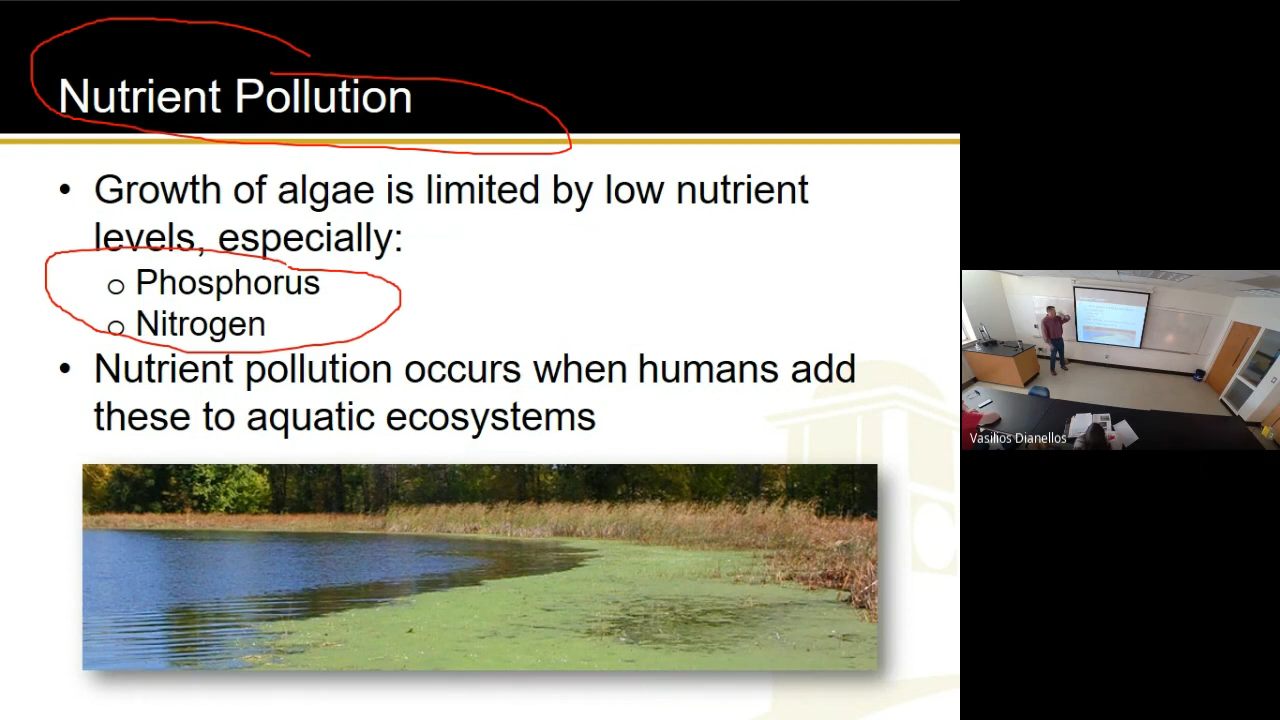 Nutrient Pollution
• Growth of algae is limited by low nutrient
levels, especially:
o Phosphorus
o Nitrogen
• Nutrient pollution occurs when humans add
these to aquatic ecosystems
Vasilios Dianellos